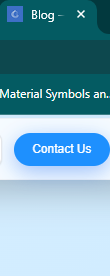 Blog –
Material Symbols an...
Contact Us